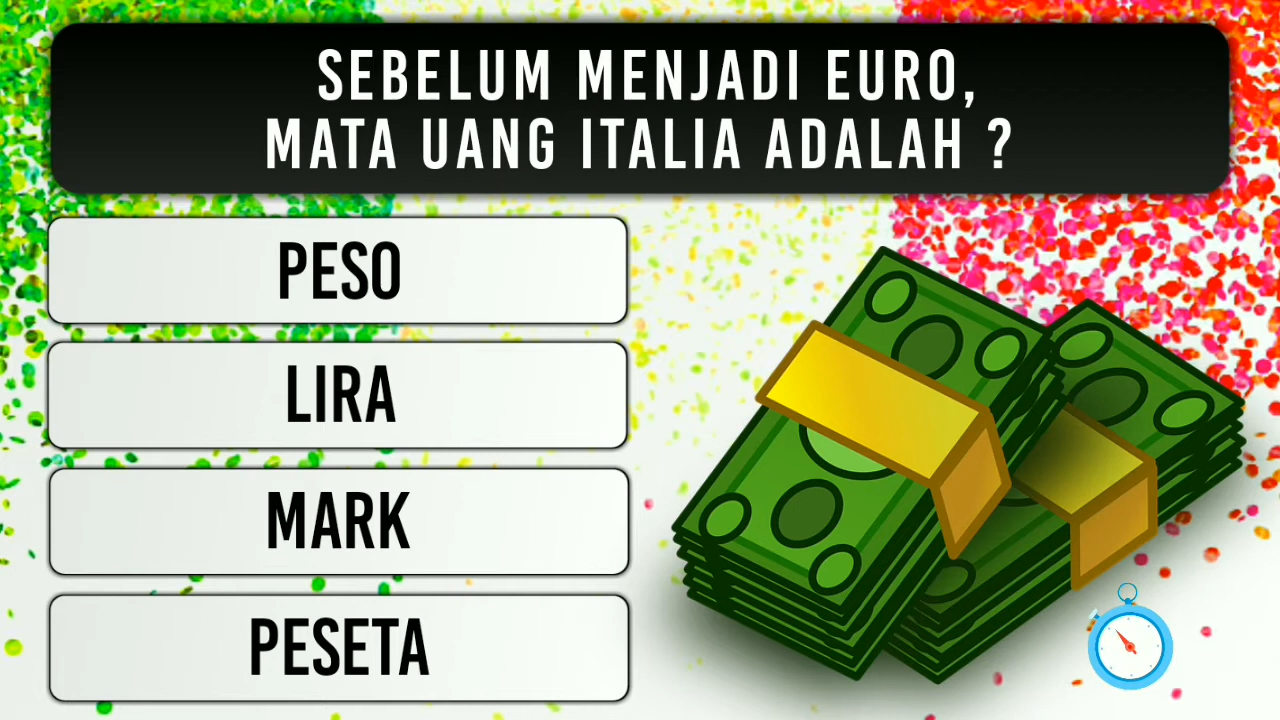 SEBELUM MENJADI EURO,
MATA UANG ITALIA ADALAH ?
PESO
LIRA
MARK
PESETA